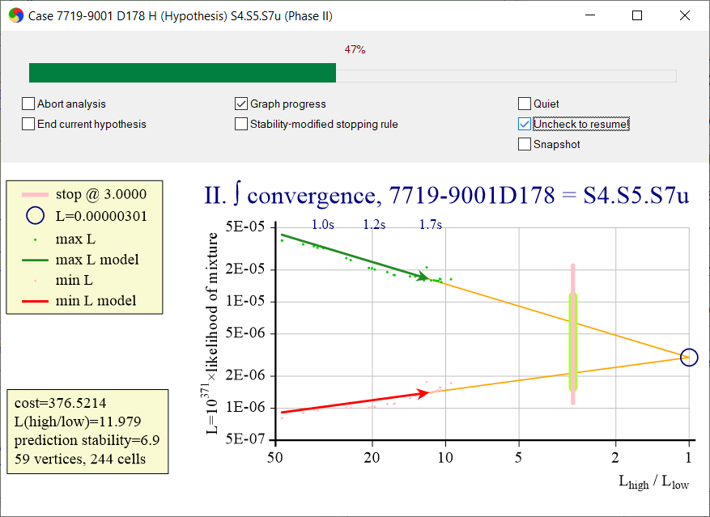 Case 7719-9001 D178 H (Hypothesis) S4.S5.S7u (Phase II)
47%
Abort analysis
Graph progress
Quiet
End current hypothesis
Stability-modified stopping rule
Uncheck to resume!
Snapshot
II. ∫ convergence, 7719-9001D178 = S4.S5.S7u
stop @ 3.0000
L=0.00000301
max L
max L model
min L
min L model
cost=376.5214
L(high/low)=11.979
prediction stability=6.9
59 vertices, 244 cells
L=10^371×likelihood of mixture
1.0s 1.2s 1.7s
5E-05
2E-05
1E-05
5E-06
2E-06
1E-06
5E-07
50 20 10 5 2 1
Lhigh / Llow